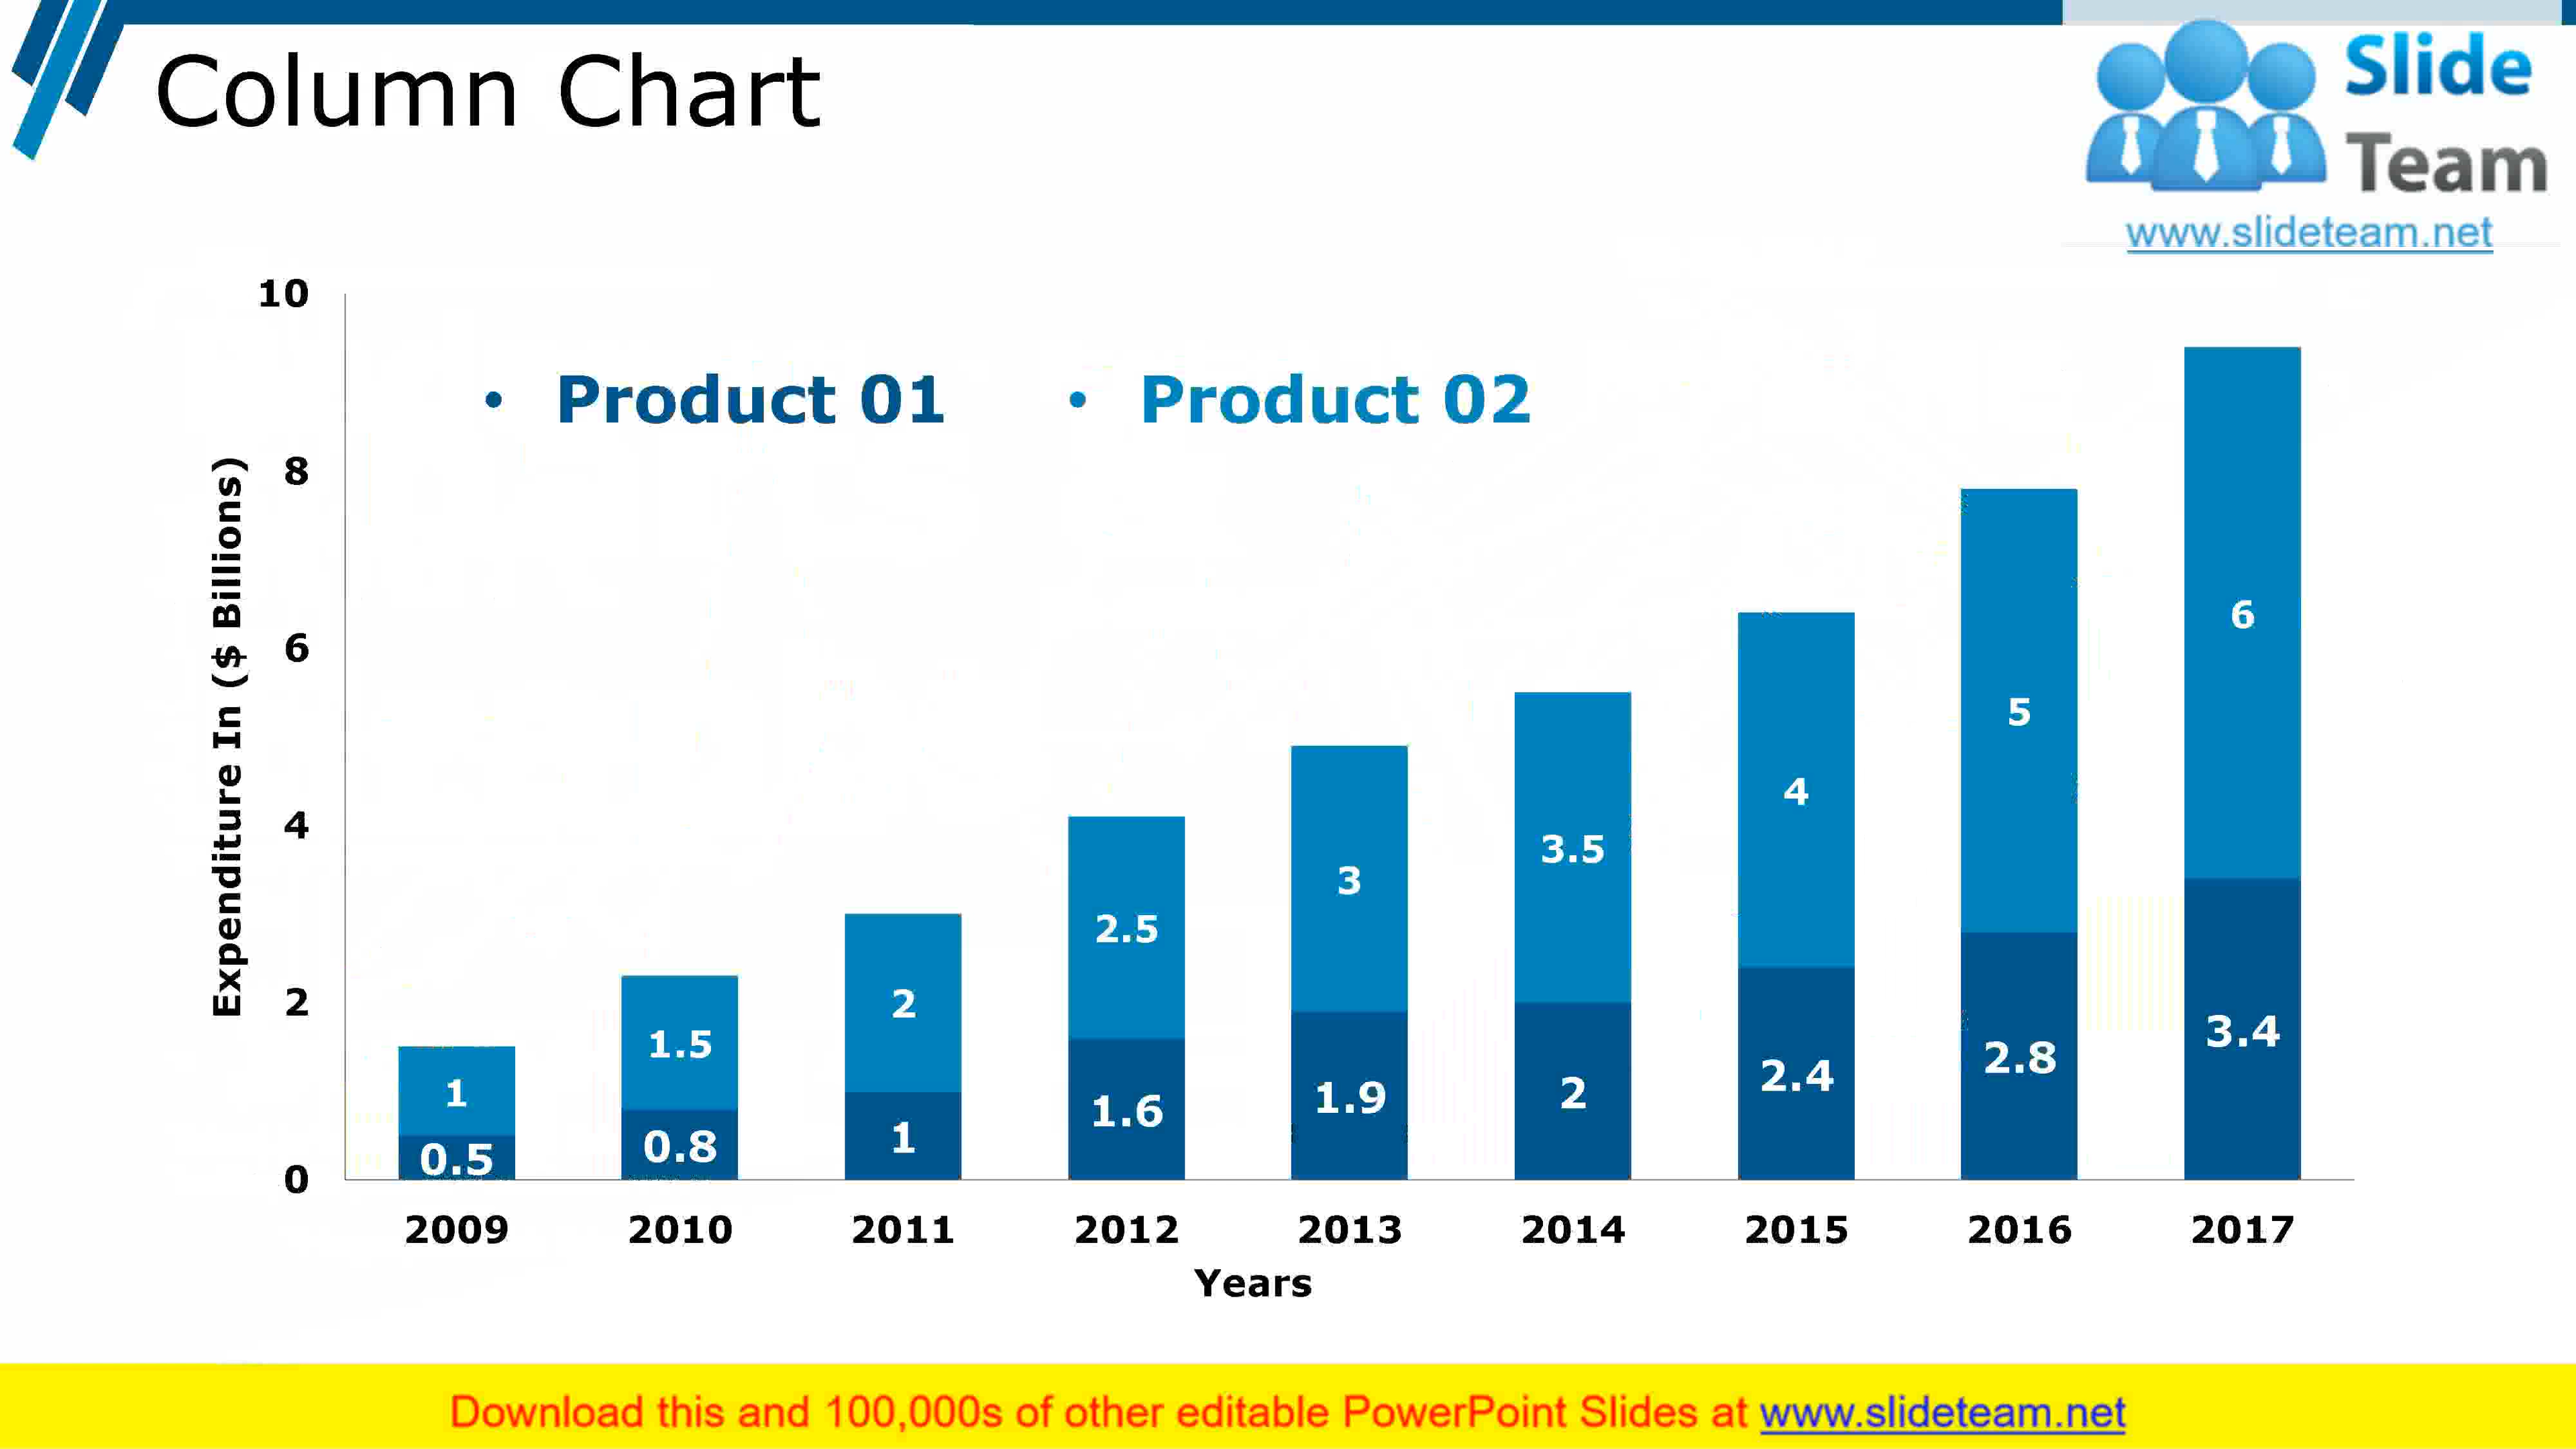 Column Chart
Slide
Team
www.slideteam.net
10
• Product 01 • Product 02
8
6
4
2
0
Expenditure In ($ Billions)
1
0.5
1.5
0.8
2
1
2.5
1.6
3
1.9
3.5
2
4
2.4
5
2.8
6
3.4
2009 2010 2011 2012 2013 2014 2015 2016 2017
Years
Download this and 100,000s of other editable PowerPoint Slides at www.slideteam.net